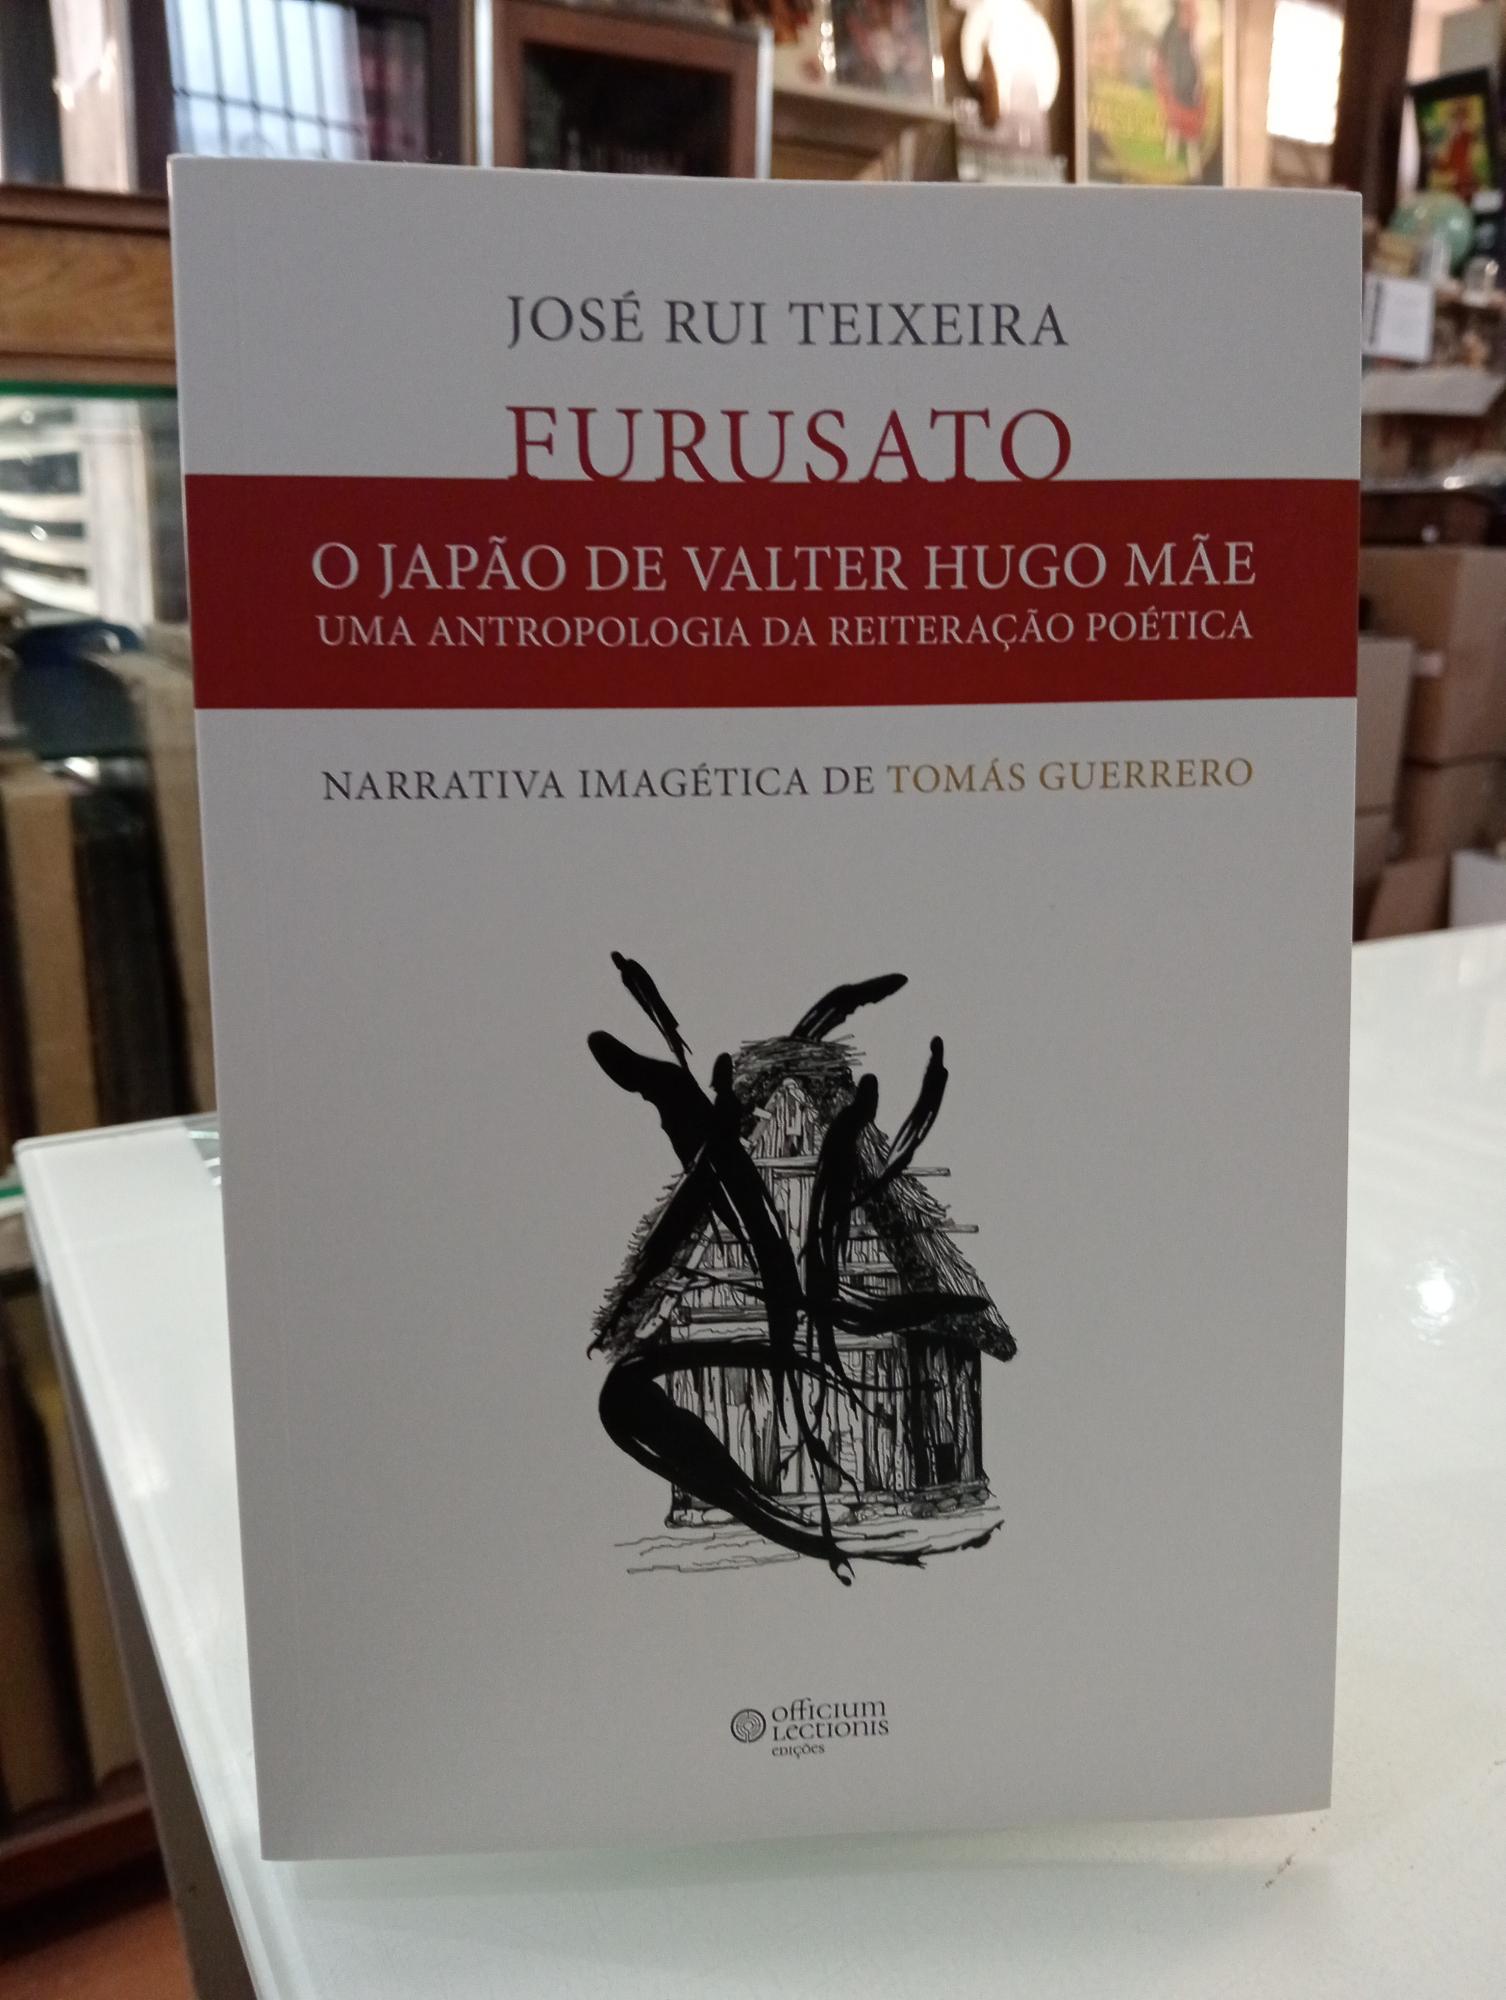 JOSÉ RUI TEIXEIRA
FURUSATO
O JAPÃO DE VALTER HUGO MÃE
UMA ANTROPOLOGIA DA REITERAÇÃO POÉTICA
NARRATIVA IMAGÉTICA DE TOMÁS GUERRERO
officium
Lectionis
edições